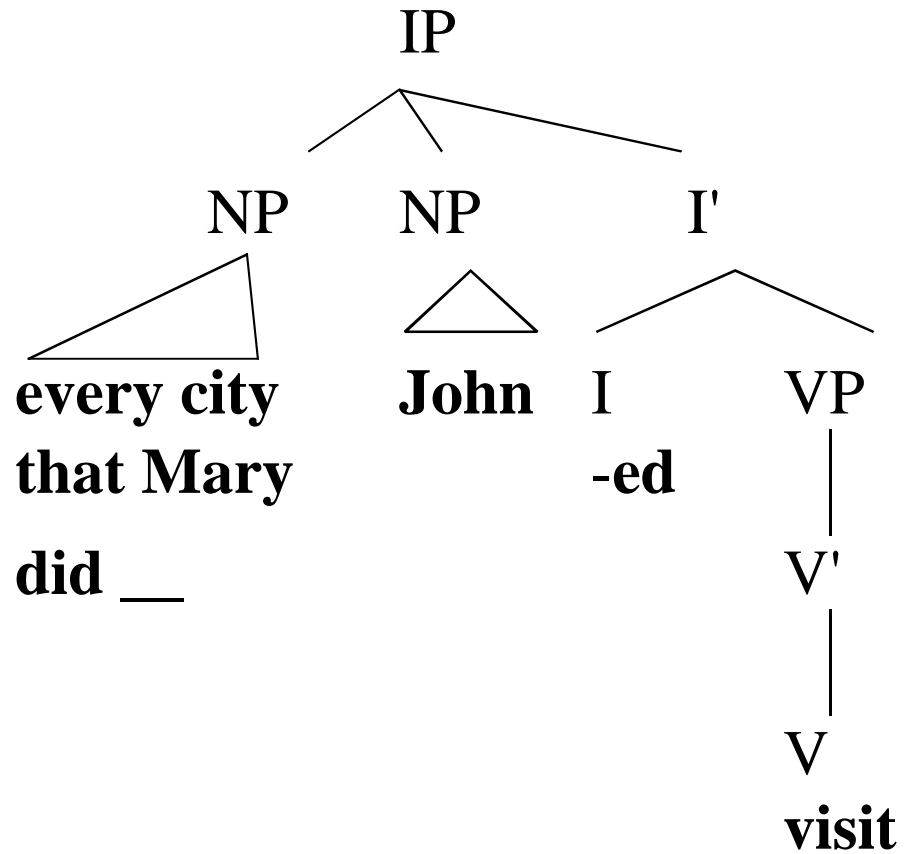 IP
NP NP I'
every city John I VP
that Mary -ed
did __ V'
V
visit